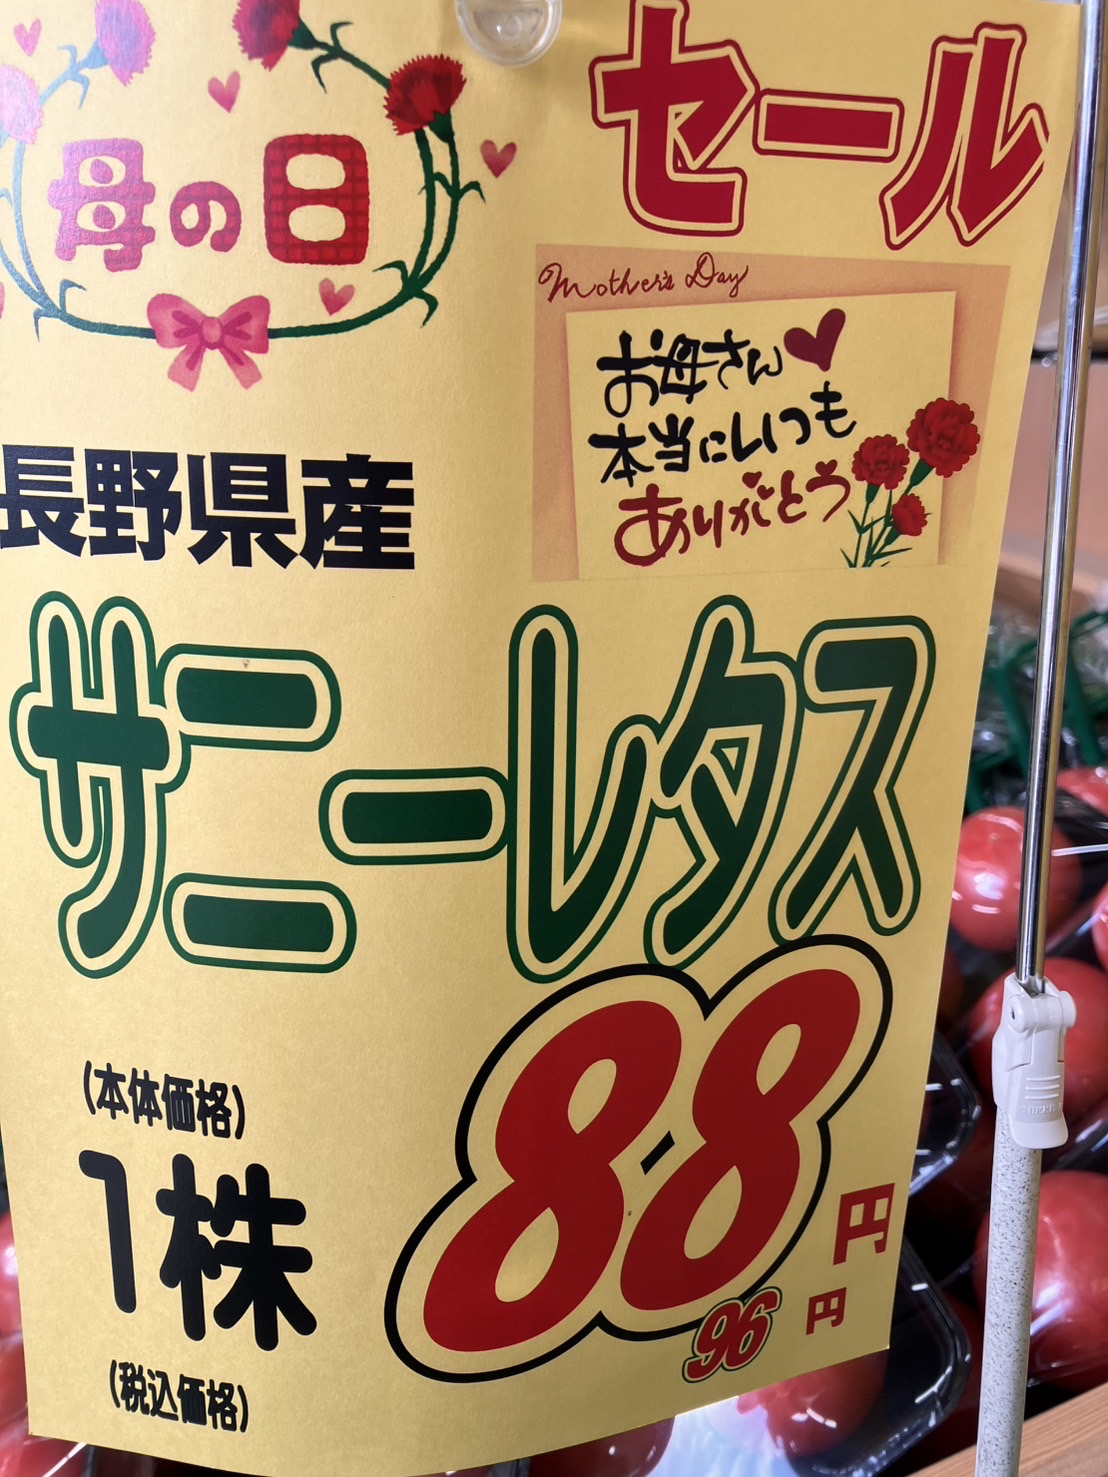 母の日
セール
Mother's Day
お母さん
本当にいつも
ありがとう
長野県産
サニーレタス
(本体価格)
1株
88円
96円
(税込価格)